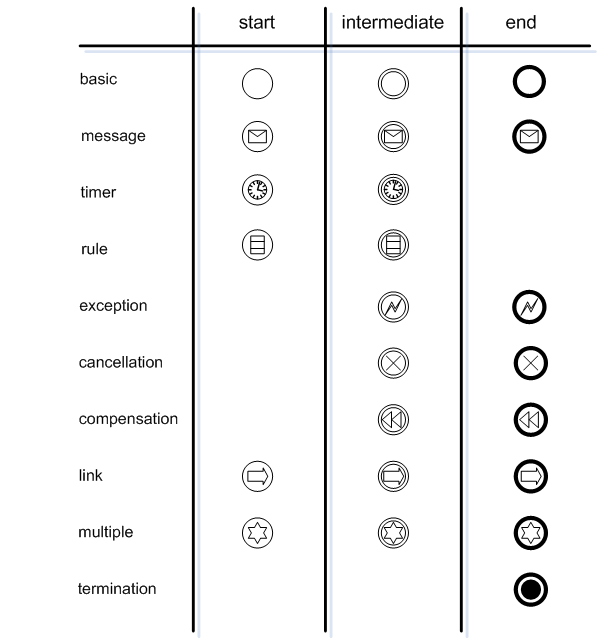 start intermediate end
basic
message
timer
rule
exception
cancellation
compensation
link
multiple
termination